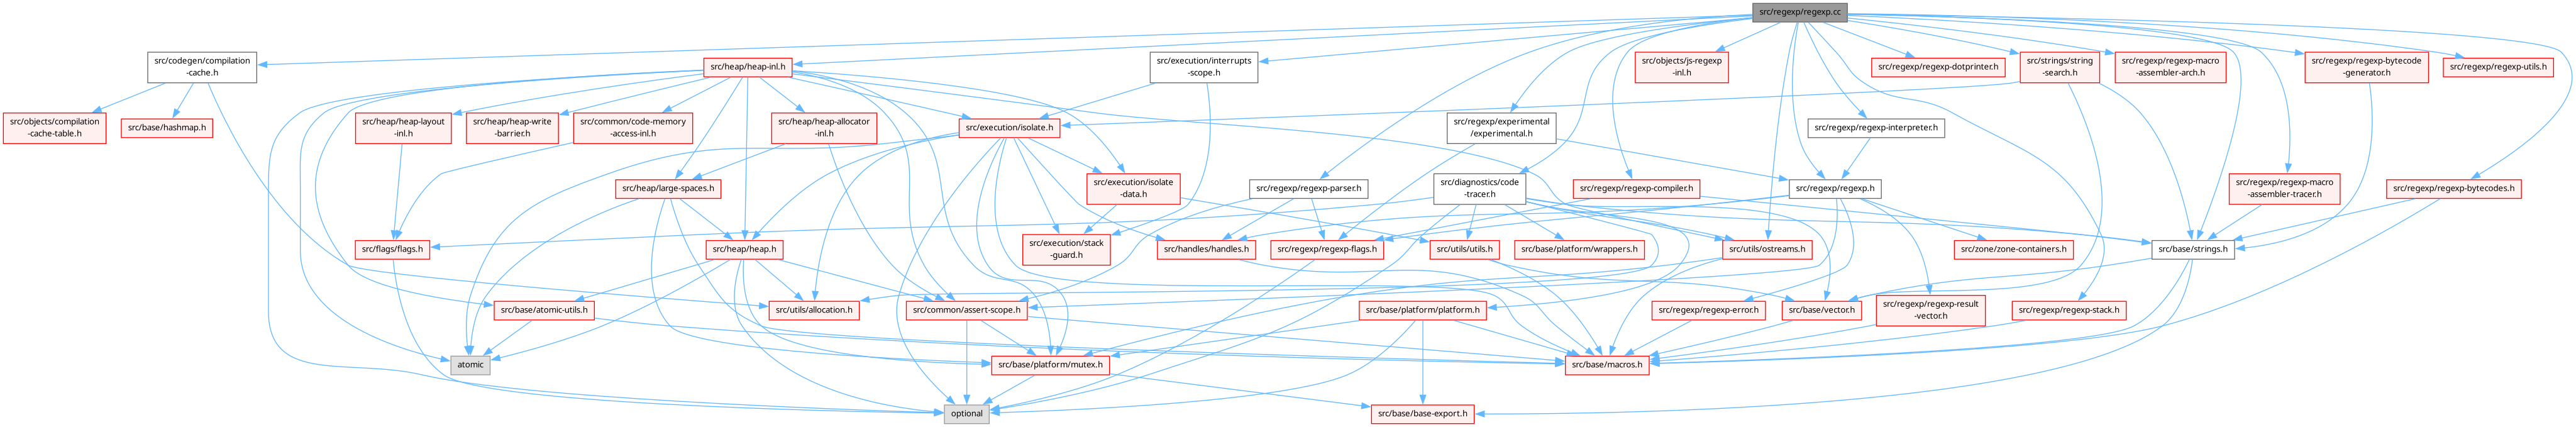 src/regexp/regexp.cc
src/codegen/compilation
-cache.h
src/heap/heap-inl.h
src/execution/interrupts
-scope.h
src/objects/js-regexp
-inl.h
src/regexp/regexp-dotprinter.h
src/strings/string
-search.h
src/regexp/regexp-macro
-assembler-arch.h
src/regexp/regexp-bytecode
-generator.h
src/regexp/regexp-utils.h
src/objects/compilation
-cache-table.h
src/base/hashmap.h
src/heap/heap-layout
-inl.h
src/heap/heap-write
-barrier.h
src/common/code-memory
-access-inl.h
src/heap/heap-allocator
-inl.h
src/execution/isolate.h
src/regexp/experimental
/experimental.h
src/regexp/regexp-interpreter.h
src/heap/large-spaces.h
src/execution/isolate
-data.h
src/regexp/regexp-parser.h
src/diagnostics/code
-tracer.h
src/regexp/regexp-compiler.h
src/regexp/regexp.h
src/regexp/regexp-macro
-assembler-tracer.h
src/regexp/regexp-bytecodes.h
src/flags/flags.h
src/heap/heap.h
src/execution/stack
-guard.h
src/handles/handles.h
src/regexp/regexp-flags.h
src/utils/utils.h
src/base/platform/wrappers.h
src/utils/ostreams.h
src/zone/zone-containers.h
src/base/strings.h
src/base/atomic-utils.h
src/utils/allocation.h
src/common/assert-scope.h
src/base/platform/platform.h
src/regexp/regexp-error.h
src/base/vector.h
src/regexp/regexp-result
-vector.h
src/regexp/regexp-stack.h
atomic
src/base/platform/mutex.h
src/base/macros.h
optional
src/base/base-export.h